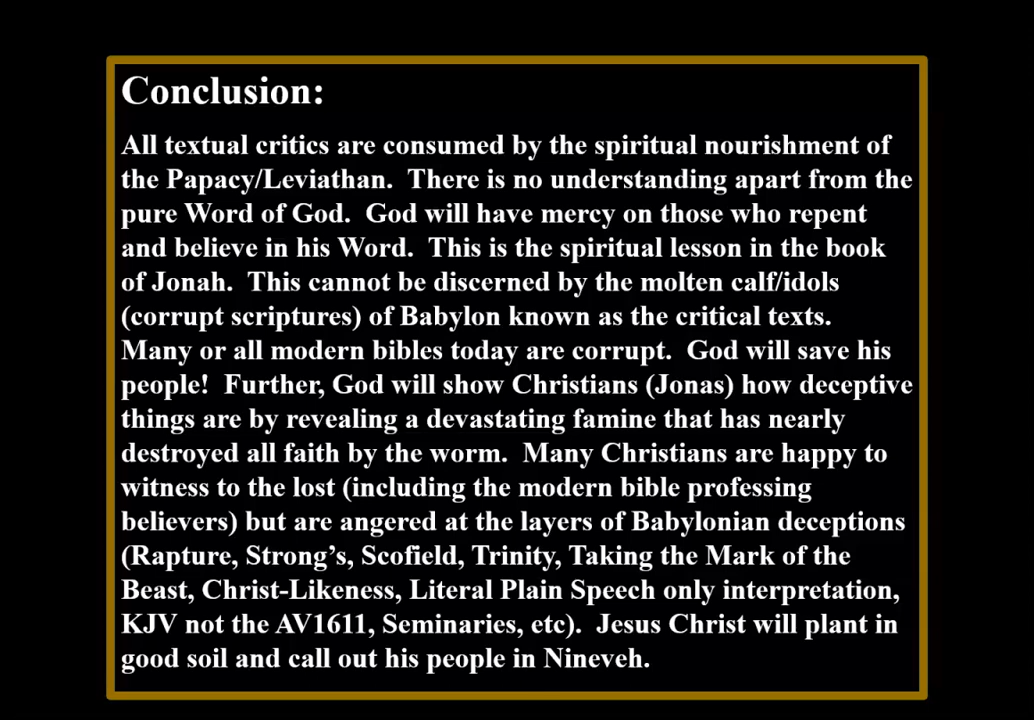 Conclusion:
All textual critics are consumed by the spiritual nourishment of
the Papacy/Leviathan.  There is no understanding apart from the
pure Word of God.  God will have mercy on those who repent
and believe in his Word.  This is the spiritual lesson in the book
of Jonah.  This cannot be discerned by the molten calf/idols
(corrupt scriptures) of Babylon known as the critical texts.
Many or all modern bibles today are corrupt.  God will save his
people!  Further, God will show Christians (Jonas) how deceptive
things are by revealing a devastating famine that has nearly
destroyed all faith by the worm.  Many Christians are happy to
witness to the lost (including the modern bible professing
believers) but are angered at the layers of Babylonian deceptions
(Rapture, Strong’s, Scofield, Trinity, Taking the Mark of the
Beast, Christ-Likeness, Literal Plain Speech only interpretation,
KJV not the AV1611, Seminaries, etc).  Jesus Christ will plant in
good soil and call out his people in Nineveh.